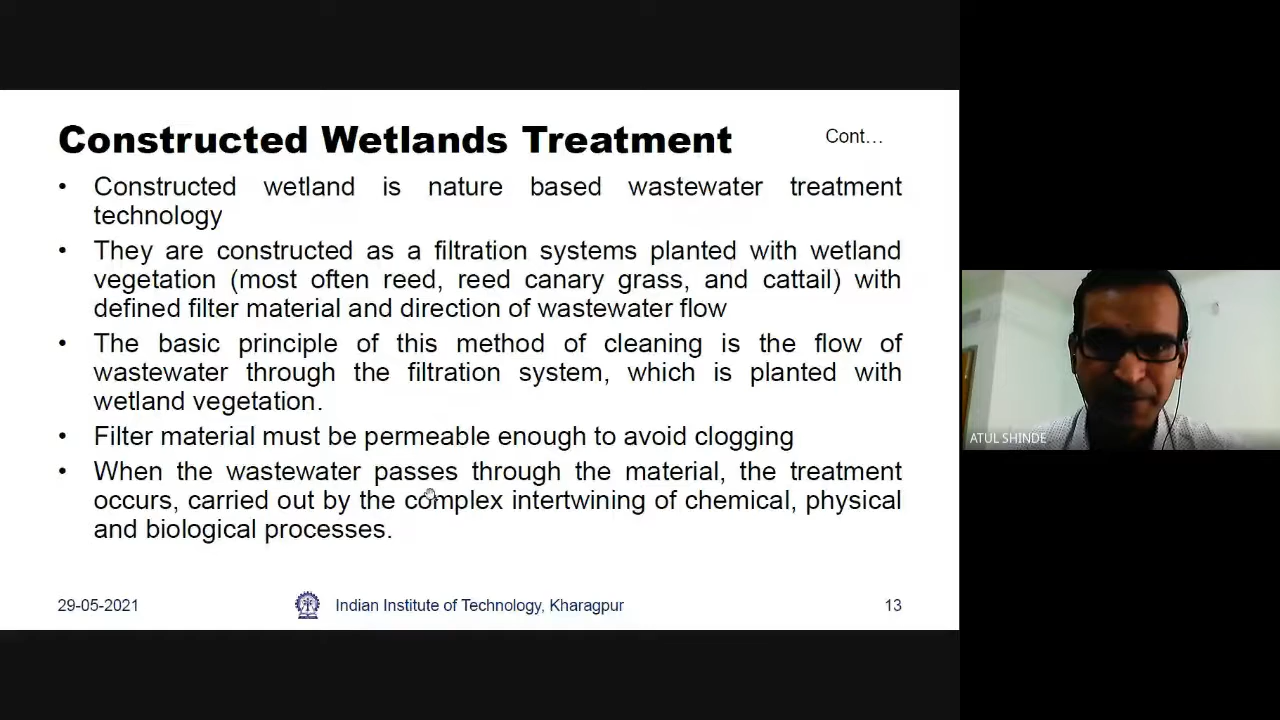 Constructed Wetlands Treatment
Cont…
• Constructed wetland is nature based wastewater treatment
technology
• They are constructed as a filtration systems planted with wetland
vegetation (most often reed, reed canary grass, and cattail) with
defined filter material and direction of wastewater flow
• The basic principle of this method of cleaning is the flow of
wastewater through the filtration system, which is planted with
wetland vegetation.
• Filter material must be permeable enough to avoid clogging
• When the wastewater passes through the material, the treatment
occurs, carried out by the complex intertwining of chemical, physical
and biological processes.
29-05-2021
Indian Institute of Technology, Kharagpur
13
ATUL SHINDE